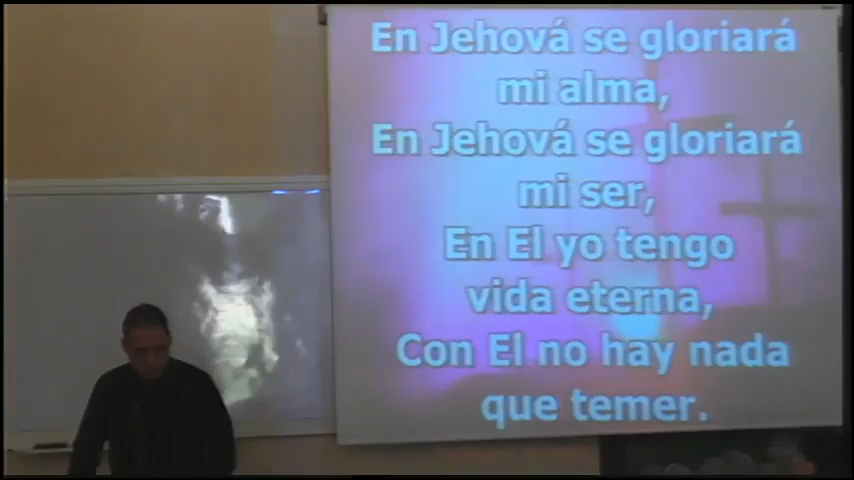 En Jehová se gloriará
mi alma,
En Jehová se gloriará
mi ser,
En El yo tengo
vida eterna,
Con El no hay nada
que temer.